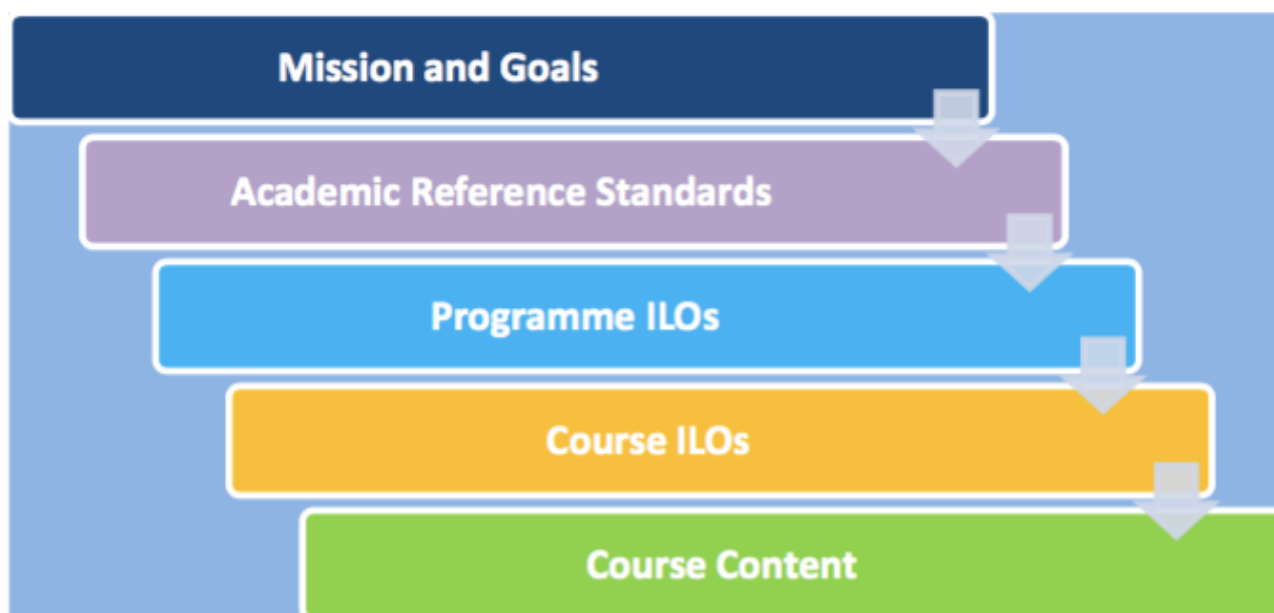 Mission and Goals
Academic Reference Standards
Programme ILOs
Course ILOs
Course Content